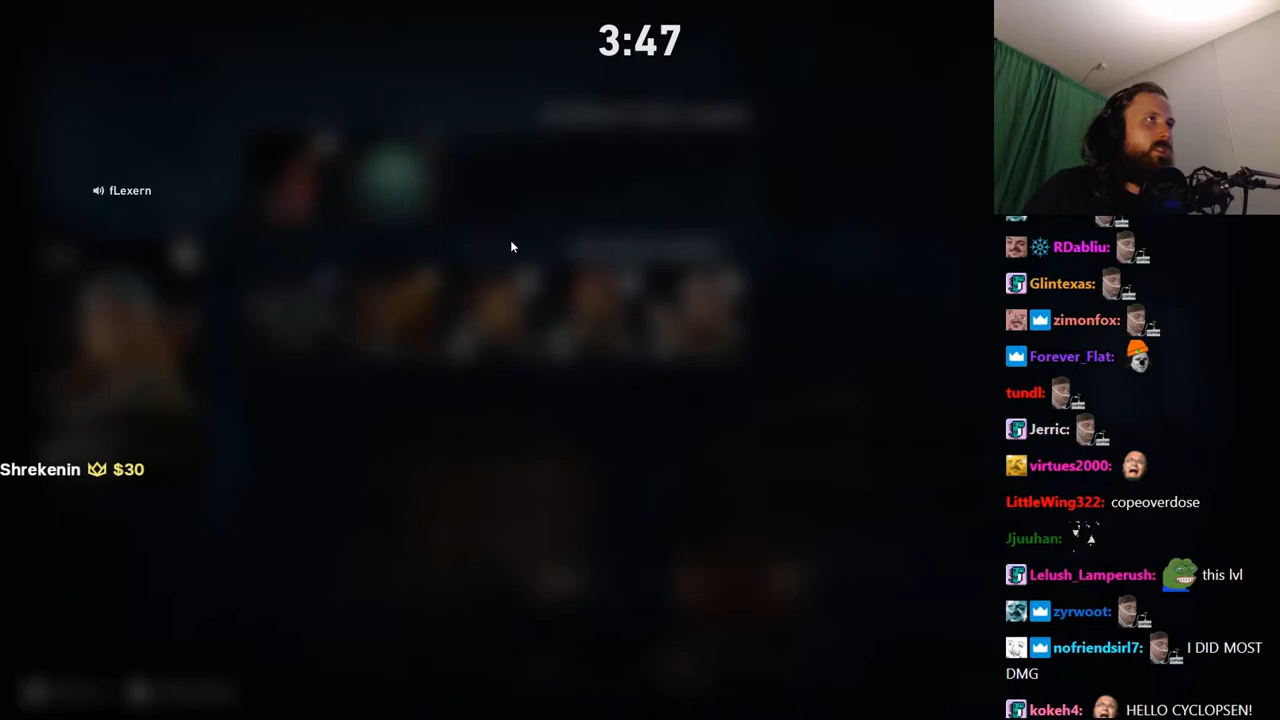 3:47
fLexern
Shrekenin $30
RDabliu:
Glintexas:
zimonfox:
Forever_Flat:
tundl:
Jerric:
virtues2000:
LittleWing322: copeoverdose
Jjuuhan:
Lelush_Lamperush: this lvl
zyrwoot:
nofriendsirl7: I DID MOST
DMG
kokeh4: HELLO CYCLOPSEN!